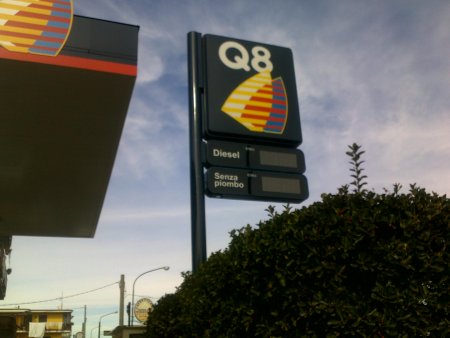 Q8
Diesel
Senza
piombo